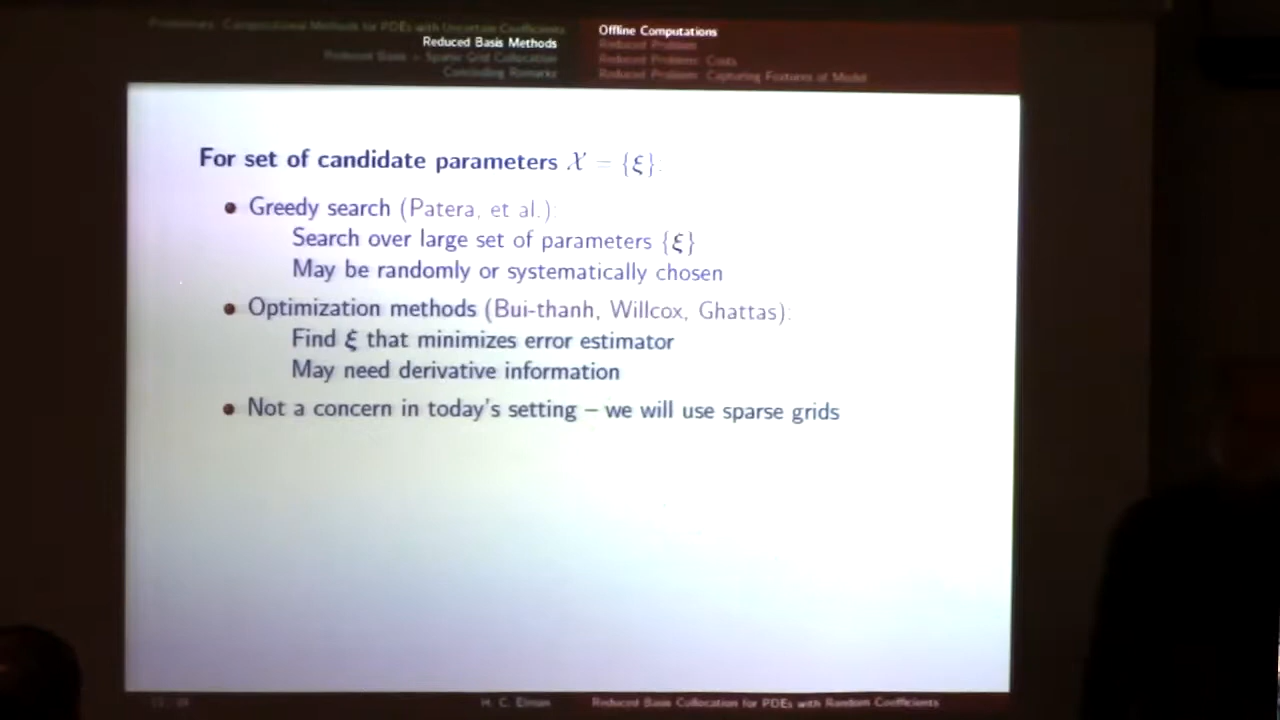 Preliminary: Computational Methods for PDEs with Uncertain Coefficients
Reduced Basis Methods
Reduced Basis + Sparse Grid Collocation
Concluding Remarks
Offline Computations
Reduced Problem
Reduced Problem: Costs
Reduced Problem: Capturing Features of Model
For set of candidate parameters 𝒳 = {ξ}:
• Greedy search (Patera, et al.):
Search over large set of parameters {ξ}
May be randomly or systematically chosen
• Optimization methods (Bui-thanh, Willcox, Ghattas):
Find ξ that minimizes error estimator
May need derivative information
• Not a concern in today's setting – we will use sparse grids
H. C. Elman
Reduced Basis Collocation for PDEs with Random Coefficients